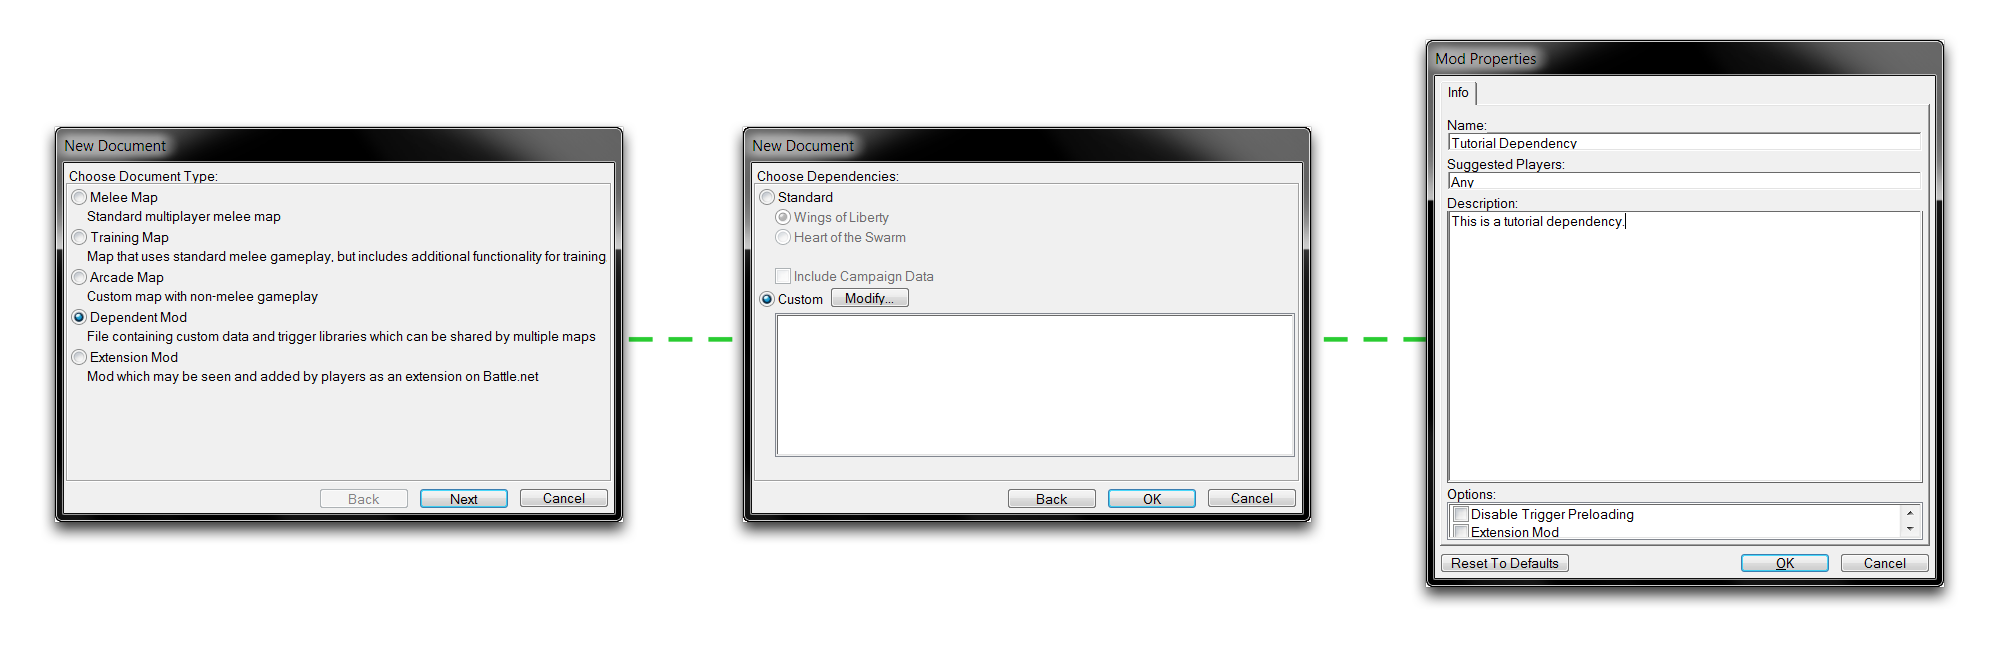 New Document
Choose Document Type:
Melee Map
Standard multiplayer melee map
Training Map
Map that uses standard melee gameplay, but includes additional functionality for training
Arcade Map
Custom map with non-melee gameplay
Dependent Mod
File containing custom data and trigger libraries which can be shared by multiple maps
Extension Mod
Mod which may be seen and added by players as an extension on Battle.net
Back Next Cancel
New Document
Choose Dependencies:
Standard
Wings of Liberty
Heart of the Swarm
Include Campaign Data
Custom Modify...
Back OK Cancel
Mod Properties
Info
Name:
Tutorial Dependency
Suggested Players:
Any
Description:
This is a tutorial dependency.
Options:
Disable Trigger Preloading
Extension Mod
Reset To Defaults OK Cancel